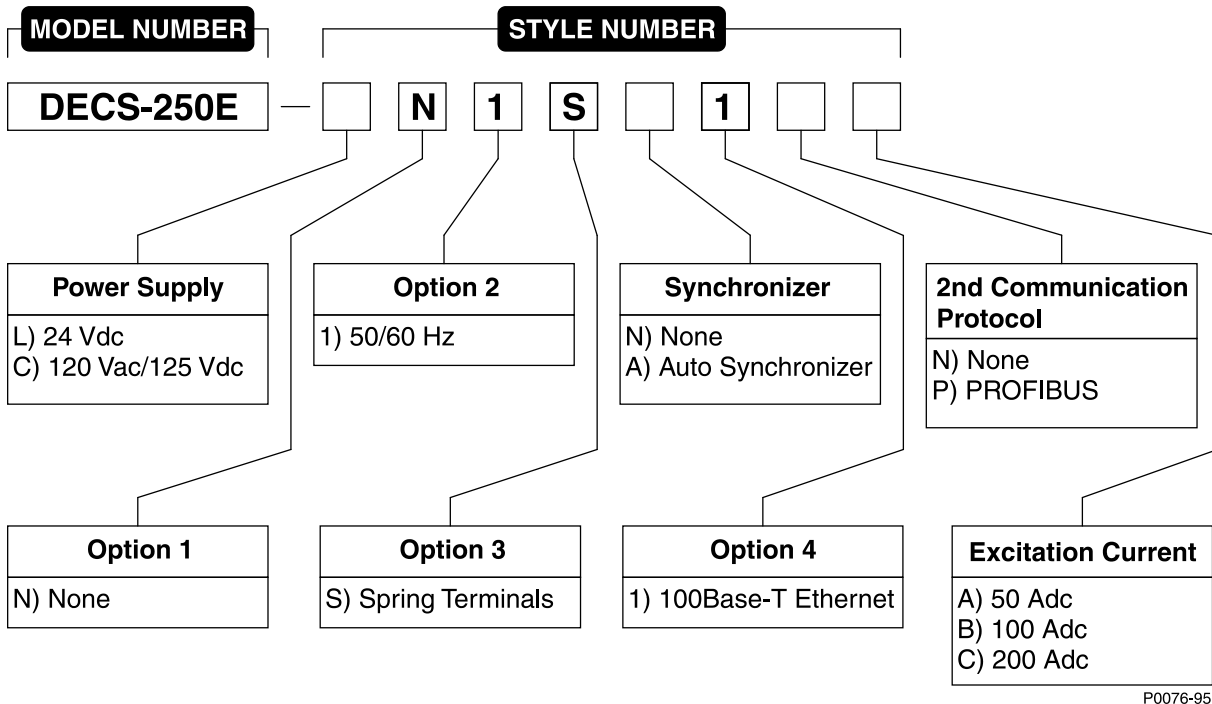 MODEL NUMBER
STYLE NUMBER
DECS-250E — N 1 S 1
Power Supply
L) 24 Vdc
C) 120 Vac/125 Vdc
Option 2
1) 50/60 Hz
Synchronizer
N) None
A) Auto Synchronizer
2nd Communication
Protocol
N) None
P) PROFIBUS
Option 1
N) None
Option 3
S) Spring Terminals
Option 4
1) 100Base-T Ethernet
Excitation Current
A) 50 Adc
B) 100 Adc
C) 200 Adc
P0076-95